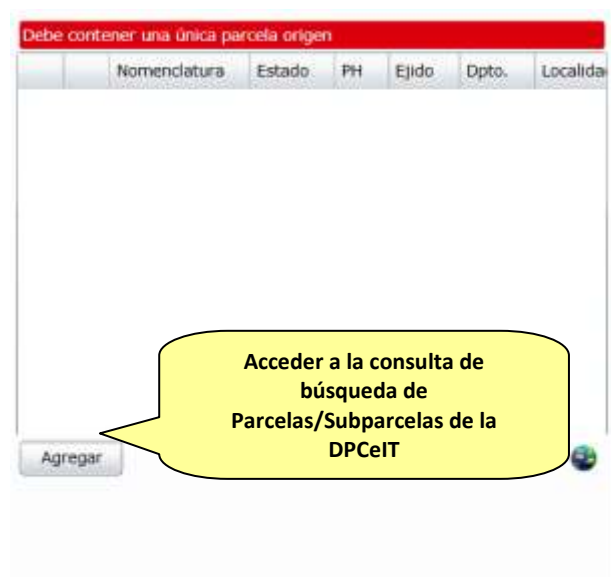 Debe contener una única parcela origen
Nomenclatura Estado PH Ejido Dpto. Localida
Acceder a la consulta de
búsqueda de
Parcelas/Subparcelas de la
DPCeIT
Agregar